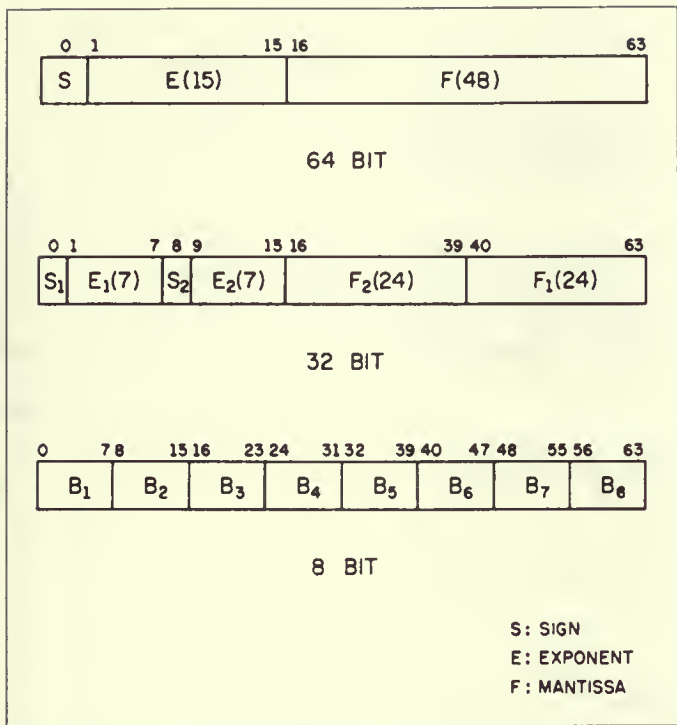 0 1 15 16 63
S E(15) F(48)
64 BIT
0 1 7 8 9 15 16 39 40 63
S₁ E₁(7) S₂ E₂(7) F₂(24) F₁(24)
32 BIT
0 7 8 15 16 23 24 31 32 39 40 47 48 55 56 63
B₁ B₂ B₃ B₄ B₅ B₆ B₇ B₈
8 BIT
S: SIGN
E: EXPONENT
F: MANTISSA